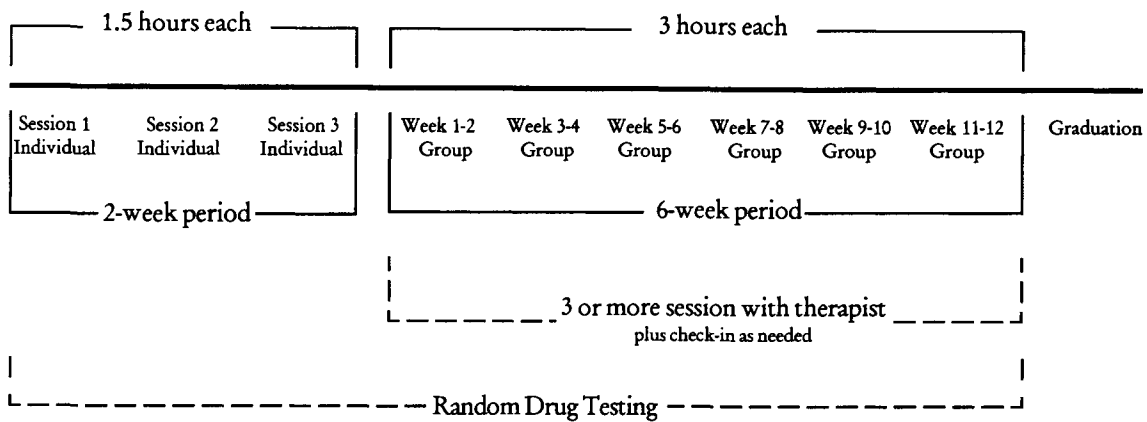 1.5 hours each
3 hours each
Session 1
Individual
Session 2
Individual
Session 3
Individual
Week 1-2
Group
Week 3-4
Group
Week 5-6
Group
Week 7-8
Group
Week 9-10
Group
Week 11-12
Group
Graduation
2-week period
6-week period
3 or more session with therapist
plus check-in as needed
Random Drug Testing